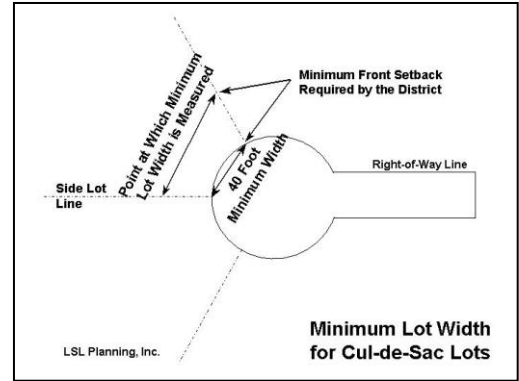 Point at Which Minimum
Lot Width is Measured
Minimum Front Setback
Required by the District
40 Foot
Minimum Width
Right-of-Way Line
Side Lot
Line
Minimum Lot Width
for Cul-de-Sac Lots
LSL Planning, Inc.